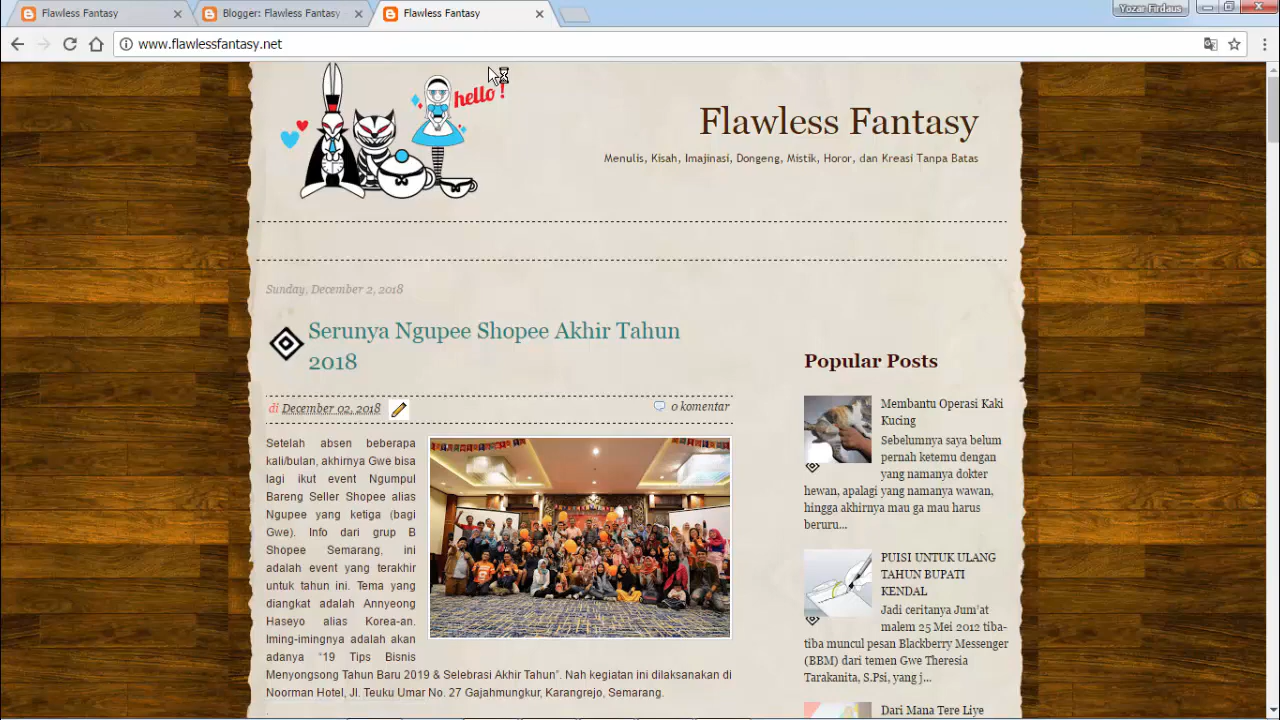 Flawless Fantasy
Blogger: Flawless Fantasy
Flawless Fantasy
Yozar Firdaus
www.flawlessfantasy.net
hello !
Flawless Fantasy
Menulis, Kisah, Imajinasi, Dongeng, Mistik, Horor, dan Kreasi Tanpa Batas
Sunday, December 2, 2018
Serunya Ngupee Shopee Akhir Tahun
2018
di December 02, 2018
0 komentar
Setelah absen beberapa
kali/bulan, akhirnya Gwe bisa
lagi ikut event Ngumpul
Bareng Seller Shopee alias
Ngupee yang ketiga (bagi
Gwe). Info dari grup B
Shopee Semarang, ini
adalah event yang terakhir
untuk tahun ini. Tema yang
diangkat adalah Annyeong
Haseyo alias Korea-an.
Iming-imingnya adalah akan
adanya "19 Tips Bisnis
Menyongsong Tahun Baru 2019 & Selebrasi Akhir Tahun". Nah kegiatan ini dilaksanakan di
Noorman Hotel, Jl. Teuku Umar No. 27 Gajahmungkur, Karangrejo, Semarang.
Popular Posts
Membantu Operasi Kaki
Kucing
Sebelumnya saya belum
pernah ketemu dengan
yang namanya dokter
hewan, apalagi yang namanya wawan,
hingga akhirnya mau ga mau harus
beruru...
PUISI UNTUK ULANG
TAHUN BUPATI
KENDAL
Jadi ceritanya Jum'at
malem 25 Mei 2012 tiba-
tiba muncul pesan Blackberry Messenger
(BBM) dari temen Gwe Theresia
Tarakanita, S.Psi, yang j...
Dari Mana Tere Liye